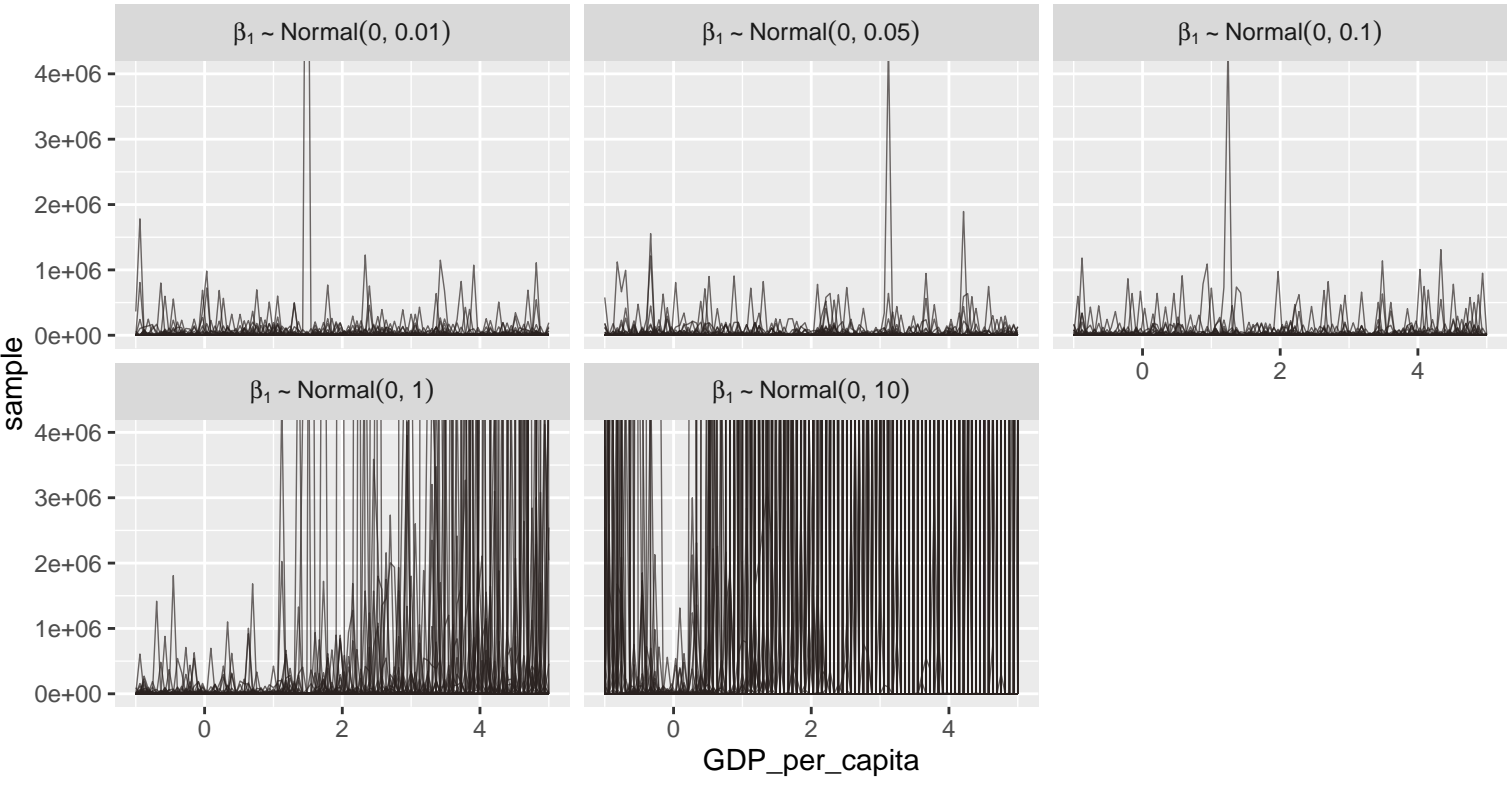 β₁ ~ Normal(0, 0.01) β₁ ~ Normal(0, 0.05) β₁ ~ Normal(0, 0.1)
4e+06
3e+06
2e+06
1e+06
0e+00
0 2 4
β₁ ~ Normal(0, 1) β₁ ~ Normal(0, 10)
4e+06
3e+06
2e+06
1e+06
0e+00
0 2 4 0 2 4
sample
GDP_per_capita